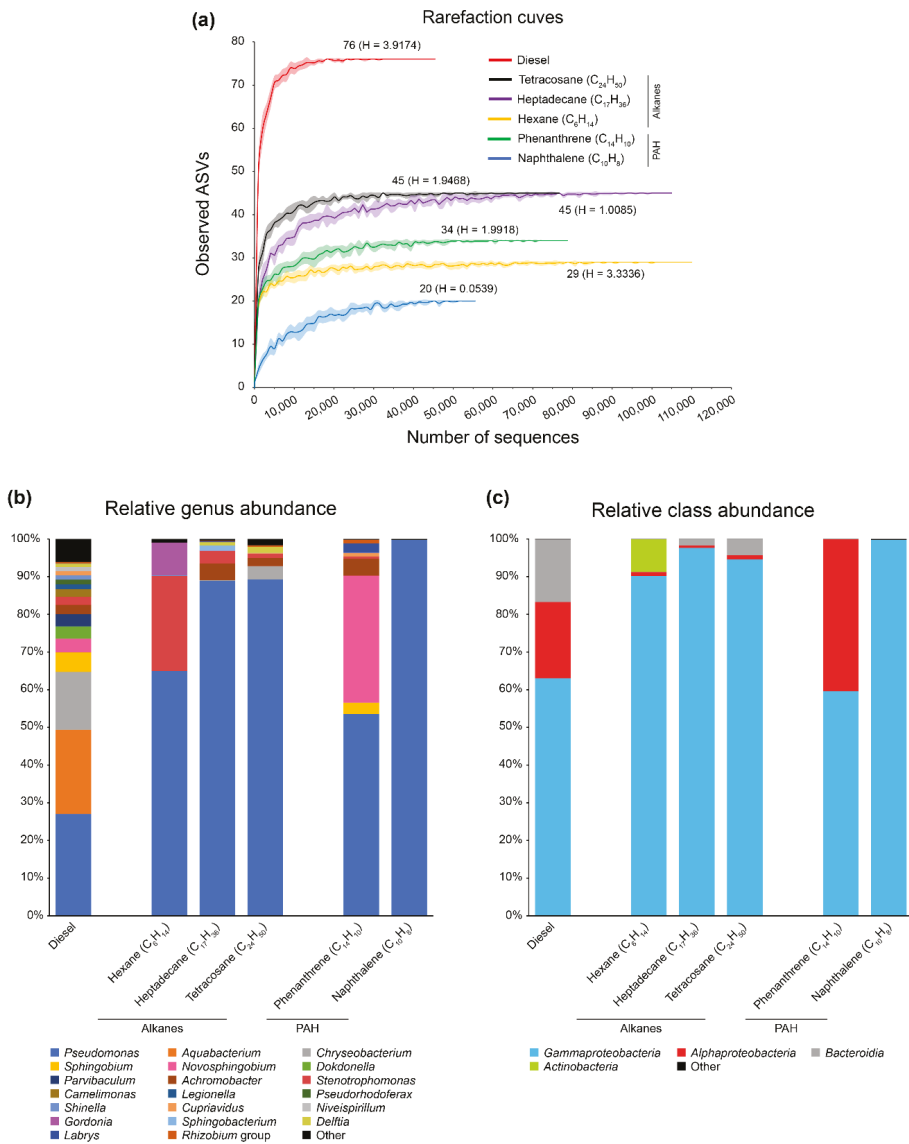 (a)
Rarefaction cuves
80
70
60
50
40
30
20
10
0
Observed ASVs
76 (H = 3.9174)
Diesel
Tetracosane (C24H50)
Heptadecane (C17H36)
Hexane (C6H14)
Phenanthrene (C14H10)
Naphthalene (C10H8)
Alkanes
PAH
45 (H = 1.9468)
45 (H = 1.0085)
34 (H = 1.9918)
29 (H = 3.3336)
20 (H = 0.0539)
0
10,000
20,000
30,000
40,000
50,000
60,000
70,000
80,000
90,000
100,000
110,000
120,000
Number of sequences
(b)
Relative genus abundance
100%
90%
80%
70%
60%
50%
40%
30%
20%
10%
0%
Diesel
Hexane (C6H14)
Heptadecane (C17H36)
Tetracosane (C24H50)
Phenanthrene (C14H10)
Naphthalene (C10H8)
Alkanes
PAH
Pseudomonas
Aquabacterium
Chryseobacterium
Sphingobium
Novosphingobium
Dokdonella
Parvibaculum
Achromobacter
Stenotrophomonas
Camelimonas
Legionella
Pseudorhodoferax
Shinella
Cupriavidus
Niveispirillum
Gordonia
Sphingobacterium
Delftia
Labrys
Rhizobium group
Other
(c)
Relative class abundance
100%
90%
80%
70%
60%
50%
40%
30%
20%
10%
0%
Diesel
Hexane (C6H14)
Heptadecane (C17H36)
Tetracosane (C24H50)
Phenanthrene (C14H10)
Naphthalene (C10H8)
Alkanes
PAH
Gammaproteobacteria
Alphaproteobacteria
Bacteroidia
Actinobacteria
Other